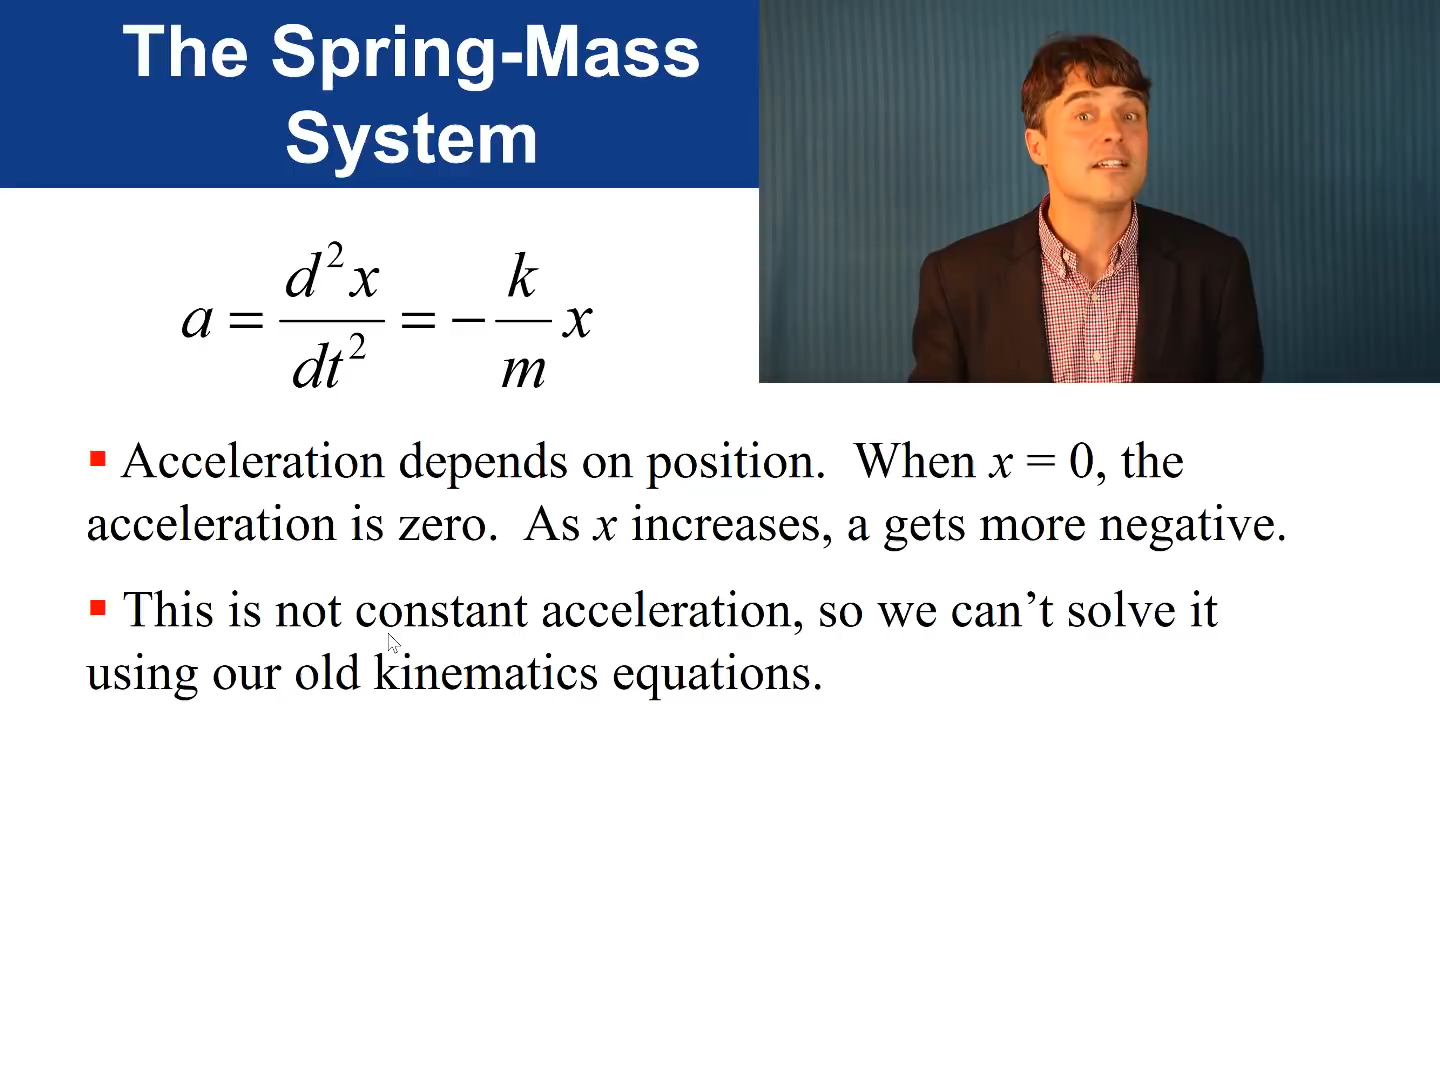 The Spring-Mass
System
a = d²x/dt² = −k/m x
▪ Acceleration depends on position.  When x = 0, the
acceleration is zero.  As x increases, a gets more negative.
▪ This is not constant acceleration, so we can’t solve it
using our old kinematics equations.